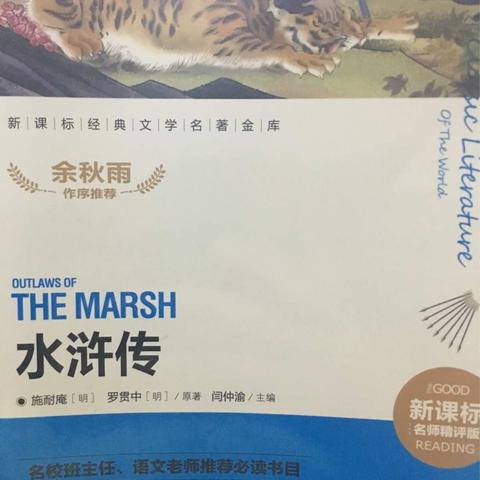 新|课|标|经|典|文|学|名|著|金|库
余秋雨
作序推荐
Literature
Of The World
OUTLAWS OF
THE MARSH
水浒传
施耐庵[明] 罗贯中[明]/原著 闫仲渝/主编
GOOD
新课标
名师精评版
READING
名校班主任、语文老师推荐必读书目